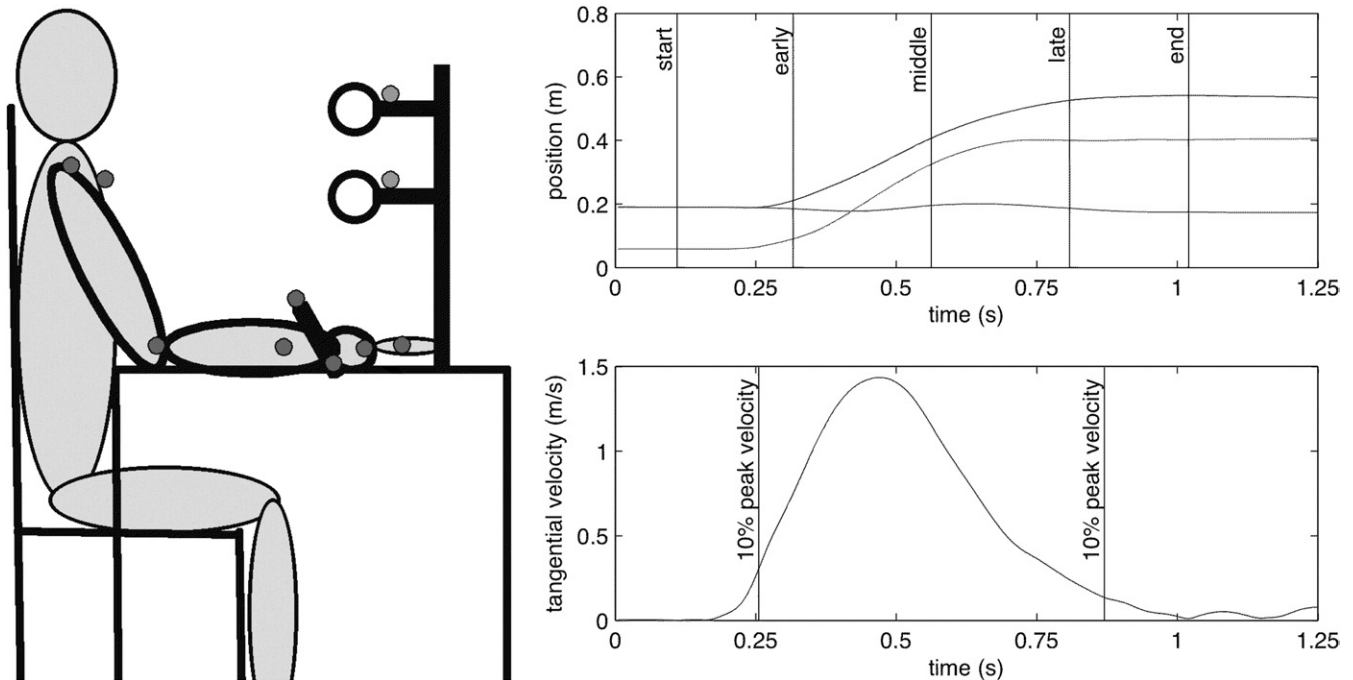 0.8
0.6
0.4
0.2
0
position (m)
start
early
middle
late
end
0
0.25
0.5
0.75
1
1.25
time (s)
1.5
1
0.5
0
tangential velocity (m/s)
10% peak velocity
10% peak velocity
0
0.25
0.5
0.75
1
1.25
time (s)